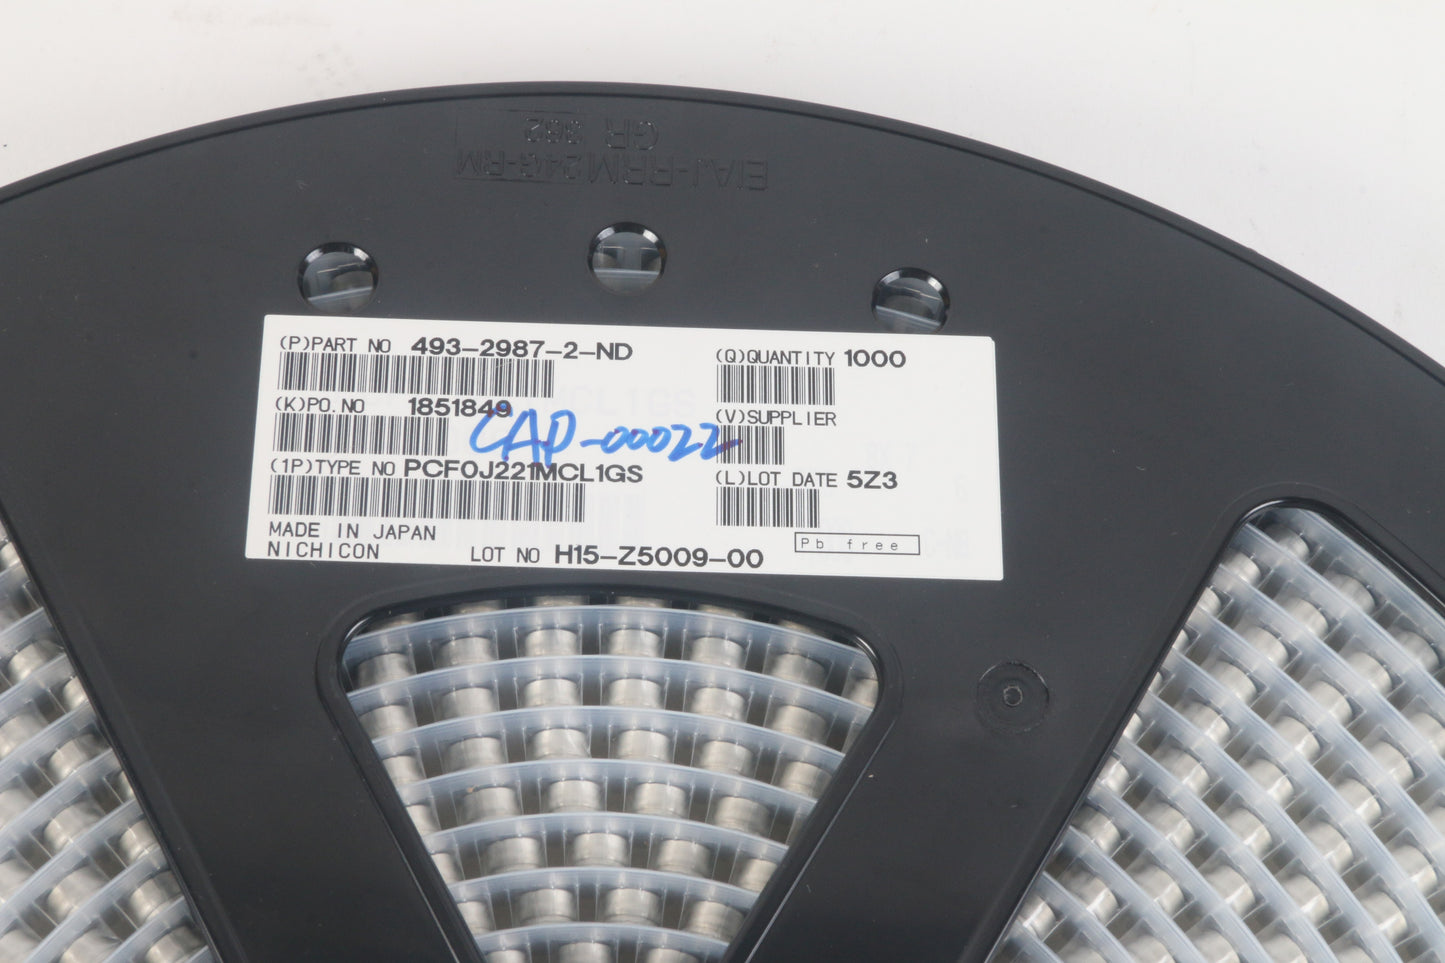 EIAJ-RRM24G-RM
GR 382
(P)PART NO 493-2987-2-ND
(Q)QUANTITY 1000
(K)PO.NO 1851849
(V)SUPPLIER
CAP-00022
(1P)TYPE NO PCF0J221MCL1GS
(L)LOT DATE 5Z3
MADE IN JAPAN
NICHICON
LOT NO H15-Z5009-00
Pb free